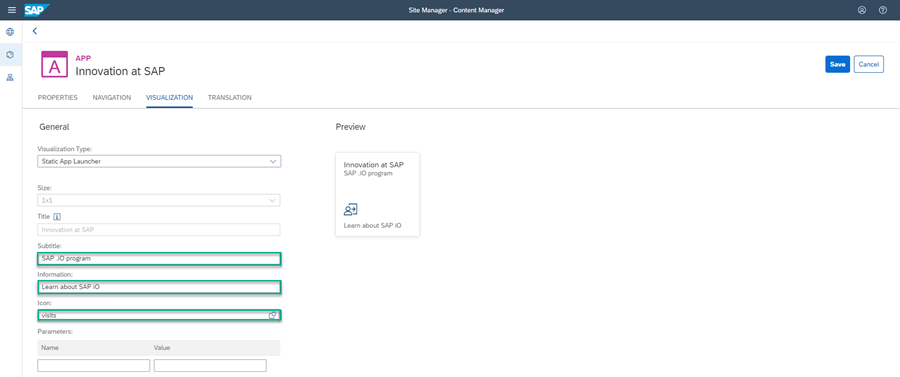 SAP
Site Manager - Content Manager
A
APP
Innovation at SAP
Save
Cancel
PROPERTIES
NAVIGATION
VISUALIZATION
TRANSLATION
General
Visualization Type:
Static App Launcher
Size:
1x1
Title
Innovation at SAP
Subtitle:
SAP .iO program
Information:
Learn about SAP iO
Icon:
visits
Parameters:
Name
Value
Preview
Innovation at SAP
SAP .iO program
Learn about SAP iO